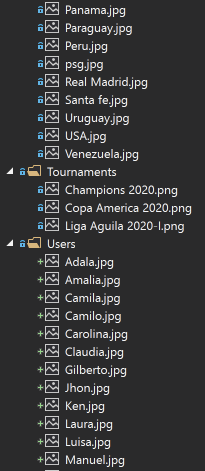 Panama.jpg
Paraguay.jpg
Peru.jpg
psg.jpg
Real Madrid.jpg
Santa fe.jpg
Uruguay.jpg
USA.jpg
Venezuela.jpg
Tournaments
Champions 2020.png
Copa America 2020.png
Liga Aguila 2020-I.png
Users
Adala.jpg
Amalia.jpg
Camila.jpg
Camilo.jpg
Carolina.jpg
Claudia.jpg
Gilberto.jpg
Jhon.jpg
Ken.jpg
Laura.jpg
Luisa.jpg
Manuel.jpg